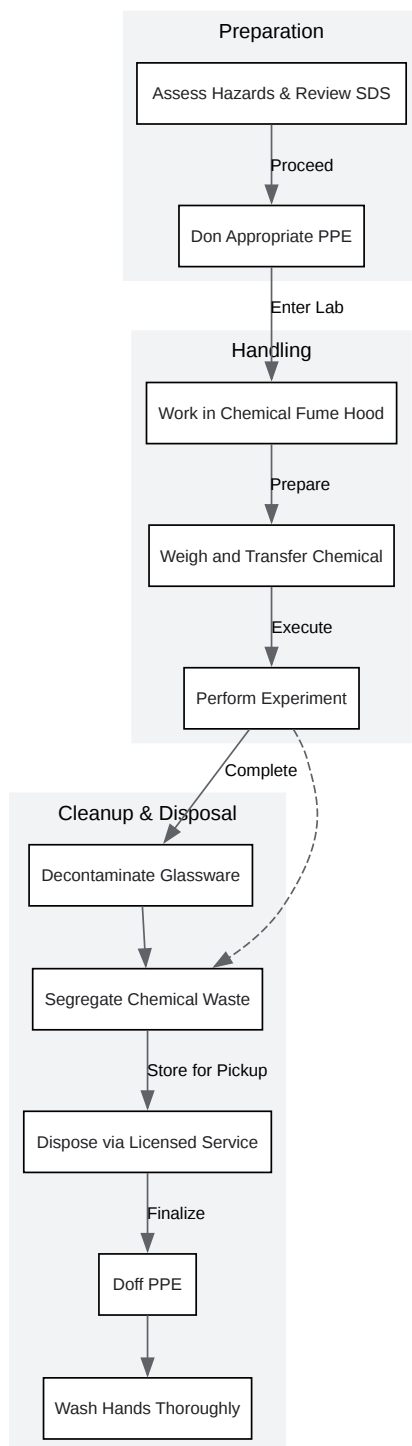 Preparation
Assess Hazards & Review SDS
Proceed
Don Appropriate PPE
Enter Lab
Handling
Work in Chemical Fume Hood
Prepare
Weigh and Transfer Chemical
Execute
Perform Experiment
Complete
Cleanup & Disposal
Decontaminate Glassware
Segregate Chemical Waste
Store for Pickup
Dispose via Licensed Service
Finalize
Doff PPE
Wash Hands Thoroughly